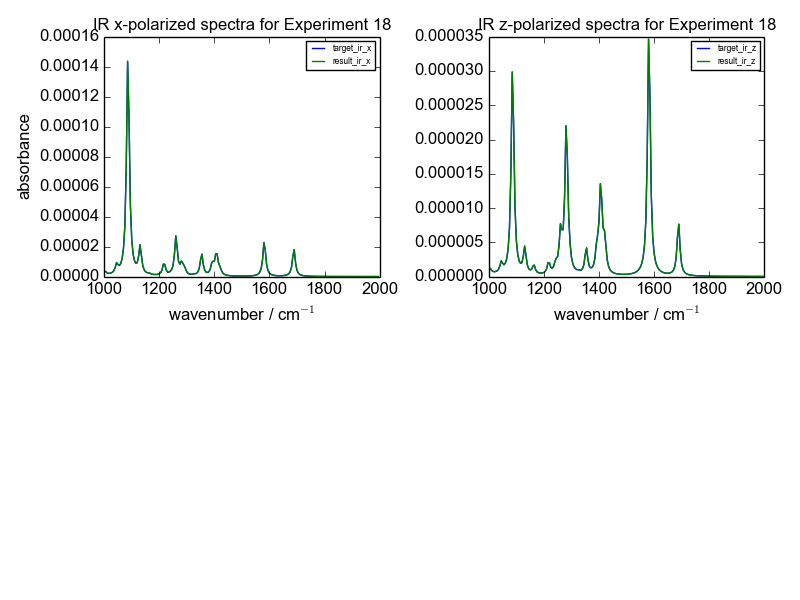 IR x-polarized spectra for Experiment 18
0.00016
0.00014
0.00012
0.00010
0.00008
0.00006
0.00004
0.00002
0.00000
absorbance
target_ir_x
result_ir_x
1000 1200 1400 1600 1800 2000
wavenumber / cm⁻¹
IR z-polarized spectra for Experiment 18
0.000035
0.000030
0.000025
0.000020
0.000015
0.000010
0.000005
0.000000
target_ir_z
result_ir_z
1000 1200 1400 1600 1800 2000
wavenumber / cm⁻¹